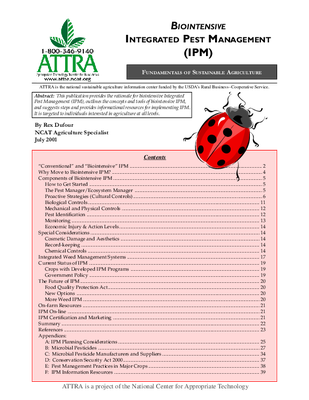 BIOINTENSIVE
INTEGRATED PEST MANAGEMENT
(IPM)
1-800-346-9140
ATTRA
Appropriate Technology Transfer for Rural Areas
www.attra.ncat.org
FUNDAMENTALS OF SUSTAINABLE AGRICULTURE
ATTRA is the national sustainable agriculture information center funded by the USDA's Rural Business-Cooperative Service.
Abstract: This publication provides the rationale for biointensive Integrated
Pest Management (IPM), outlines the concepts and tools of biointensive IPM,
and suggests steps and provides informational resources for implementing IPM.
It is targeted to individuals interested in agriculture at all levels.
By Rex Dufour
NCAT Agriculture Specialist
July 2001
Contents
"Conventional" and "Biointensive" IPM 2
Why Move to Biointensive IPM? 4
Components of Biointensive IPM 5
How to Get Started 5
The Pest Manager/Ecosystem Manager 5
Proactive Strategies (Cultural Controls) 6
Biological Controls 11
Mechanical and Physical Controls 12
Pest Identification 12
Monitoring 13
Economic Injury & Action Levels 14
Special Considerations 14
Cosmetic Damage and Aesthetics 14
Record-keeping 14
Chemical Controls 14
Integrated Weed Management Systems 17
Current Status of IPM 19
Crops with Developed IPM Programs 19
Government Policy 19
The Future of IPM 20
Food Quality Protection Act 20
New Options 20
More Weed IPM 20
On-farm Resources 21
IPM On-line 21
IPM Certification and Marketing 21
Summary 22
References 23
Appendices
A: IPM Planning Considerations 25
B: Microbial Pesticides 27
C: Microbial Pesticide Manufacturers and Suppliers 34
D: Conservation Security Act 2000 37
E: Pest Management Practices in Major Crops 38
F: IPM Information Resources 39
ATTRA is a project of the National Center for Appropriate Technology